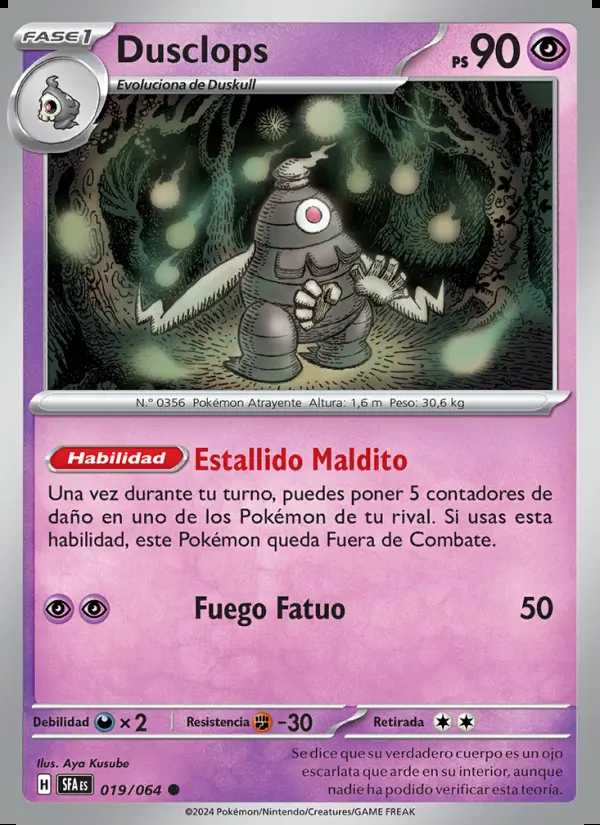 FASE 1
Dusclops
PS 90
Evoluciona de Duskull
N.º 0356 Pokémon Atrayente Altura: 1,6 m Peso: 30,6 kg
Habilidad Estallido Maldito
Una vez durante tu turno, puedes poner 5 contadores de
daño en uno de los Pokémon de tu rival. Si usas esta
habilidad, este Pokémon queda Fuera de Combate.
Fuego Fatuo 50
Debilidad ×2 Resistencia -30 Retirada
Ilus. Aya Kusube
H SFA ES 019/064
Se dice que su verdadero cuerpo es un ojo
escarlata que arde en su interior, aunque
nadie ha podido verificar esta teoría.
©2024 Pokémon/Nintendo/Creatures/GAME FREAK